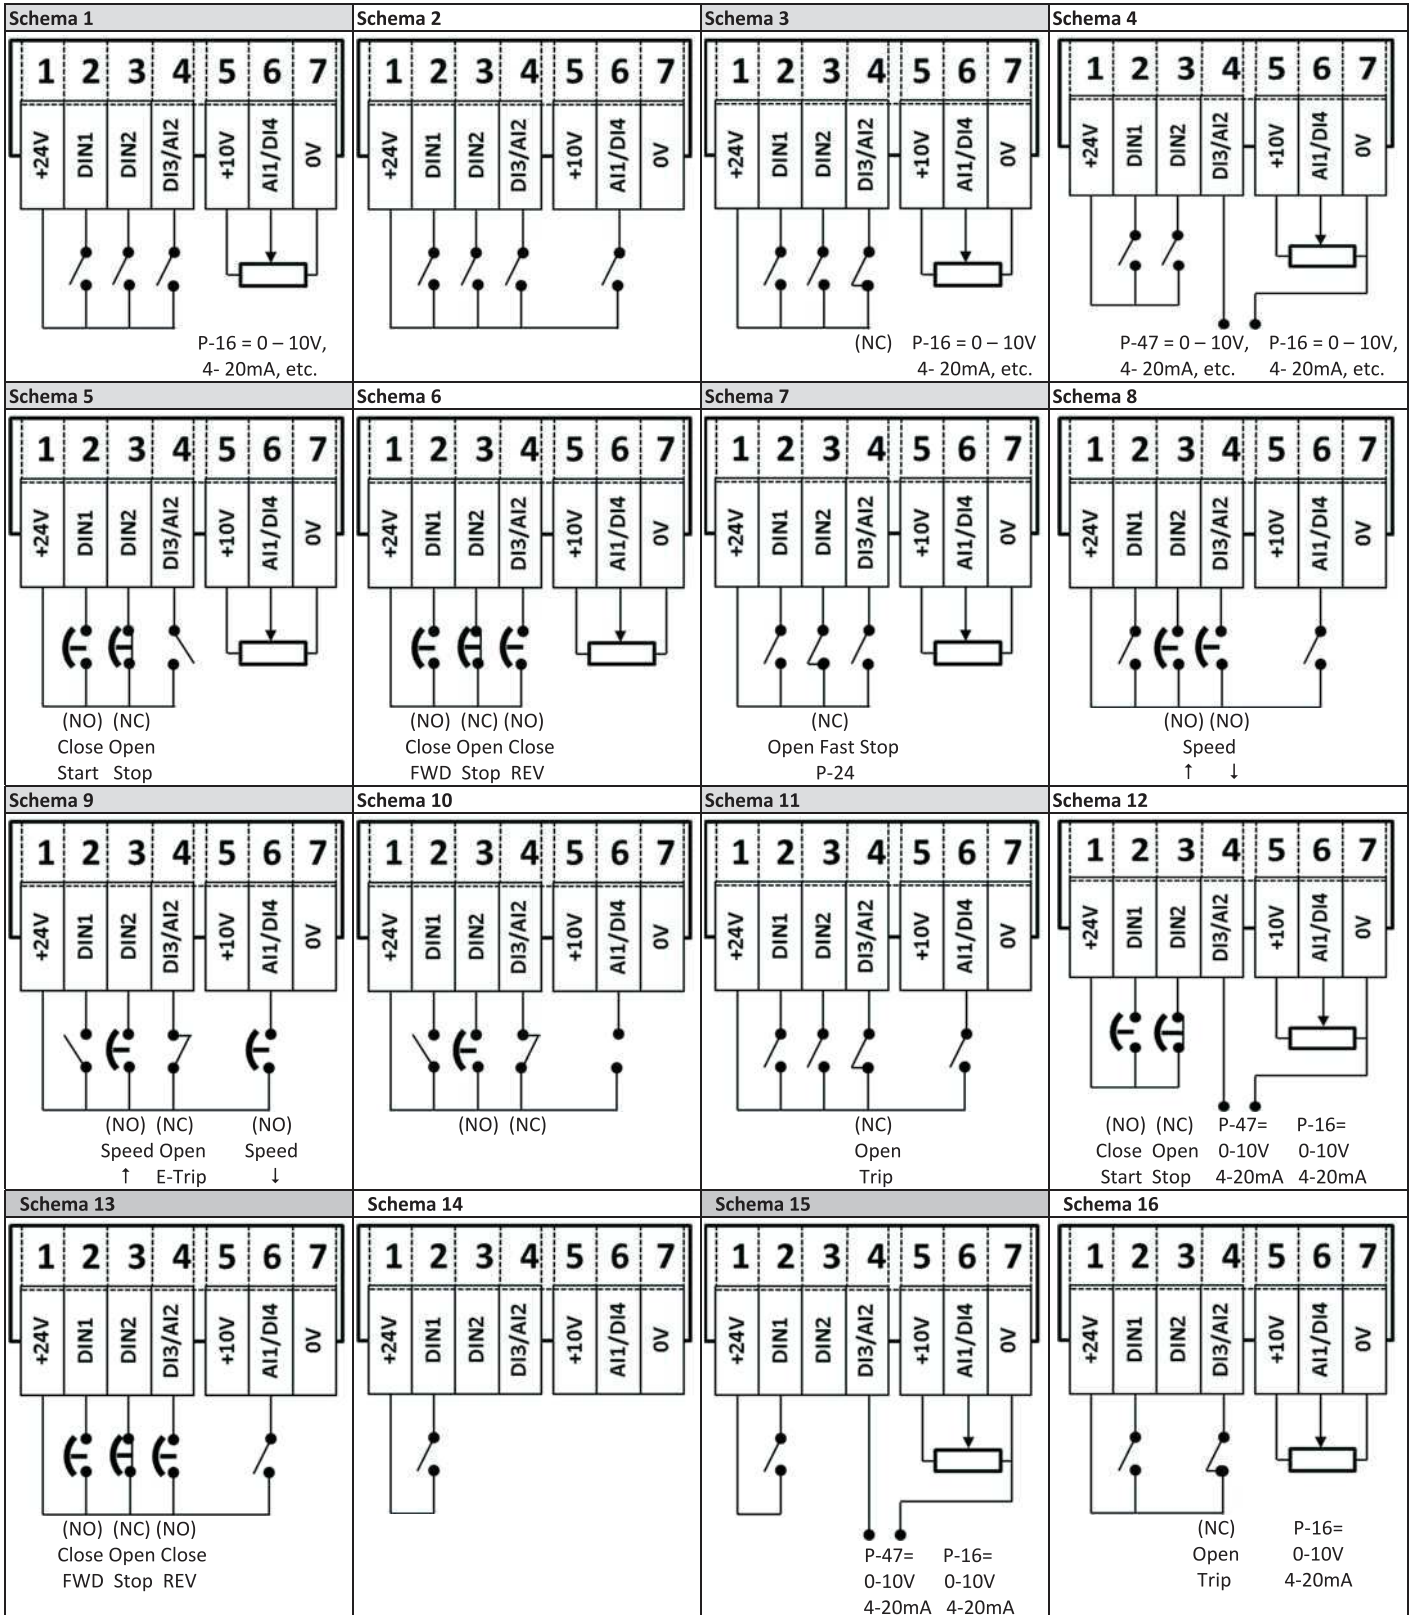 Schema 1
1 2 3 4 5 6 7
+24V DIN1 DIN2 DI3/AI2 +10V AI1/DI4 0V
P-16 = 0 – 10V,
4- 20mA, etc.
Schema 2
1 2 3 4 5 6 7
+24V DIN1 DIN2 DI3/AI2 +10V AI1/DI4 0V
Schema 3
1 2 3 4 5 6 7
+24V DIN1 DIN2 DI3/AI2 +10V AI1/DI4 0V
(NC) P-16 = 0 – 10V
4- 20mA, etc.
Schema 4
1 2 3 4 5 6 7
+24V DIN1 DIN2 DI3/AI2 +10V AI1/DI4 0V
P-47 = 0 – 10V, P-16 = 0 – 10V,
4- 20mA, etc. 4- 20mA, etc.
Schema 5
1 2 3 4 5 6 7
+24V DIN1 DIN2 DI3/AI2 +10V AI1/DI4 0V
(NO) (NC)
Close Open
Start Stop
Schema 6
1 2 3 4 5 6 7
+24V DIN1 DIN2 DI3/AI2 +10V AI1/DI4 0V
(NO) (NC) (NO)
Close Open Close
FWD Stop REV
Schema 7
1 2 3 4 5 6 7
+24V DIN1 DIN2 DI3/AI2 +10V AI1/DI4 0V
(NC)
Open Fast Stop
P-24
Schema 8
1 2 3 4 5 6 7
+24V DIN1 DIN2 DI3/AI2 +10V AI1/DI4 0V
(NO) (NO)
Speed
↑ ↓
Schema 9
1 2 3 4 5 6 7
+24V DIN1 DIN2 DI3/AI2 +10V AI1/DI4 0V
(NO) (NC) (NO)
Speed Open Speed
↑ E-Trip ↓
Schema 10
1 2 3 4 5 6 7
+24V DIN1 DIN2 DI3/AI2 +10V AI1/DI4 0V
(NO) (NC)
Schema 11
1 2 3 4 5 6 7
+24V DIN1 DIN2 DI3/AI2 +10V AI1/DI4 0V
(NC)
Open
Trip
Schema 12
1 2 3 4 5 6 7
+24V DIN1 DIN2 DI3/AI2 +10V AI1/DI4 0V
(NO) (NC) P-47= P-16=
Close Open 0-10V 0-10V
Start Stop 4-20mA 4-20mA
Schema 13
1 2 3 4 5 6 7
+24V DIN1 DIN2 DI3/AI2 +10V AI1/DI4 0V
(NO) (NC) (NO)
Close Open Close
FWD Stop REV
Schema 14
1 2 3 4 5 6 7
+24V DIN1 DIN2 DI3/AI2 +10V AI1/DI4 0V
Schema 15
1 2 3 4 5 6 7
+24V DIN1 DIN2 DI3/AI2 +10V AI1/DI4 0V
P-47= P-16=
0-10V 0-10V
4-20mA 4-20mA
Schema 16
1 2 3 4 5 6 7
+24V DIN1 DIN2 DI3/AI2 +10V AI1/DI4 0V
(NC) P-16=
Open 0-10V
Trip 4-20mA